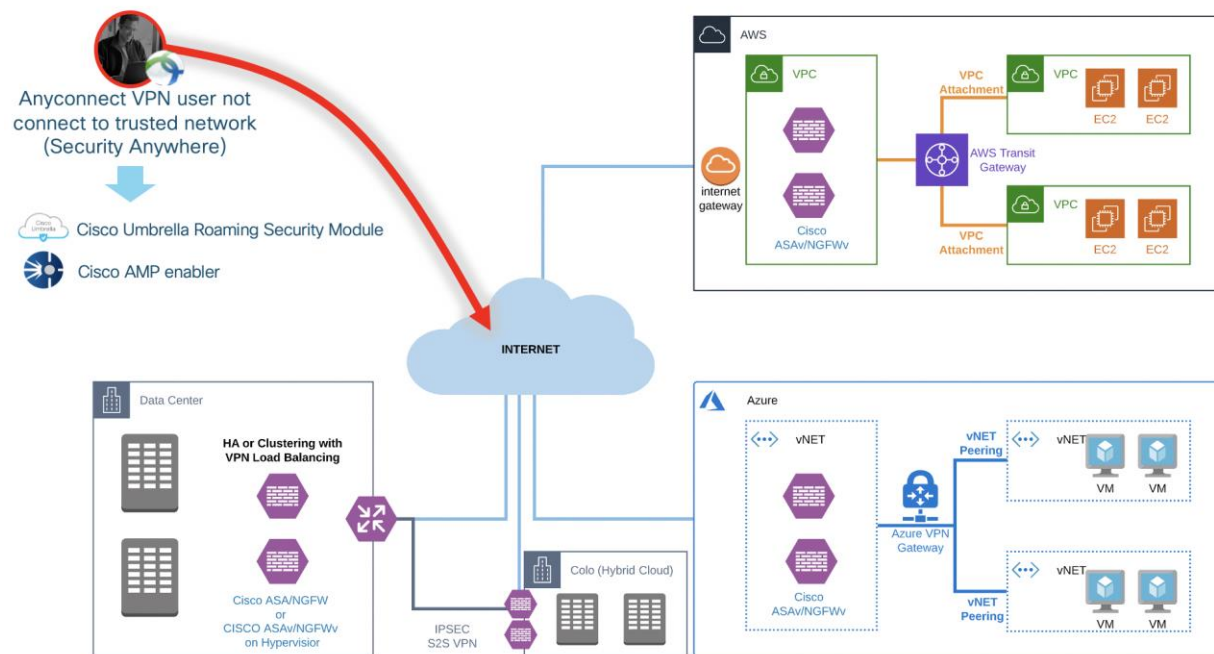 Anyconnect VPN user not
connect to trusted network
(Security Anywhere)
Cisco
Umbrella
Cisco Umbrella Roaming Security Module
Cisco AMP enabler
INTERNET
AWS
VPC
internet
gateway
Cisco
ASAv/NGFWv
VPC
Attachment
AWS Transit
Gateway
VPC
Attachment
VPC
EC2
EC2
VPC
EC2
EC2
Data Center
HA or Clustering with
VPN Load Balancing
Cisco ASA/NGFW
or
CISCO ASAv/NGFWv
on Hypervisior
IPSEC
S2S VPN
Colo (Hybrid Cloud)
Azure
vNET
Cisco
ASAv/NGFWv
Azure VPN
Gateway
vNET
Peering
vNET
Peering
vNET
VM
VM
vNET
VM
VM